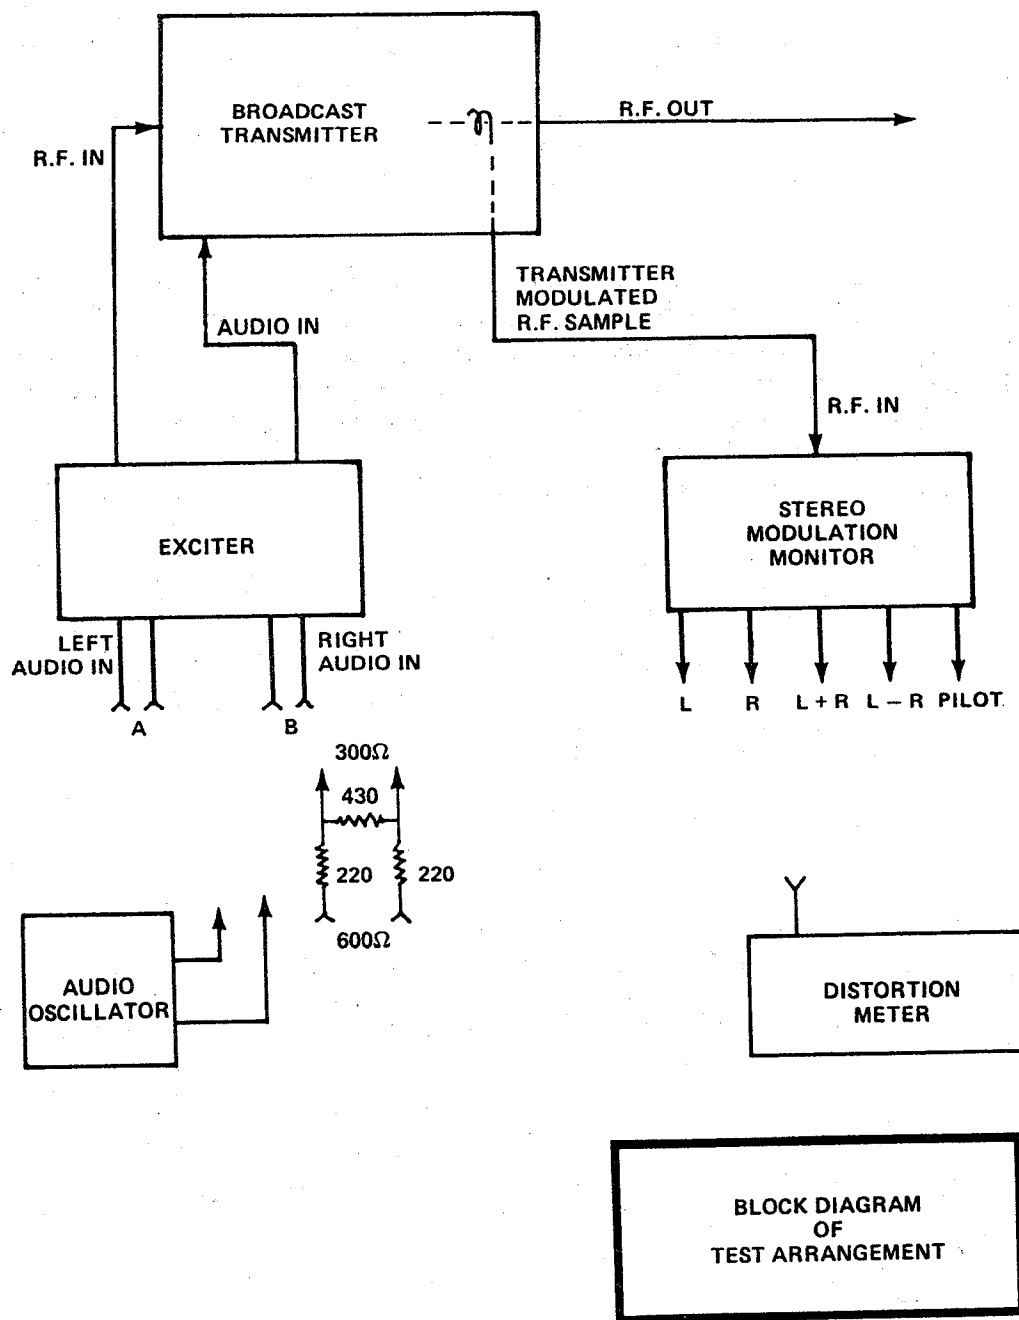 BROADCAST
TRANSMITTER
R.F. OUT
R.F. IN
TRANSMITTER
MODULATED
R.F. SAMPLE
AUDIO IN
R.F. IN
EXCITER
STEREO
MODULATION
MONITOR
LEFT
AUDIO IN
RIGHT
AUDIO IN
A
B
L
R
L + R
L – R
PILOT
300Ω
430
220
220
600Ω
AUDIO
OSCILLATOR
DISTORTION
METER
BLOCK DIAGRAM
OF
TEST ARRANGEMENT